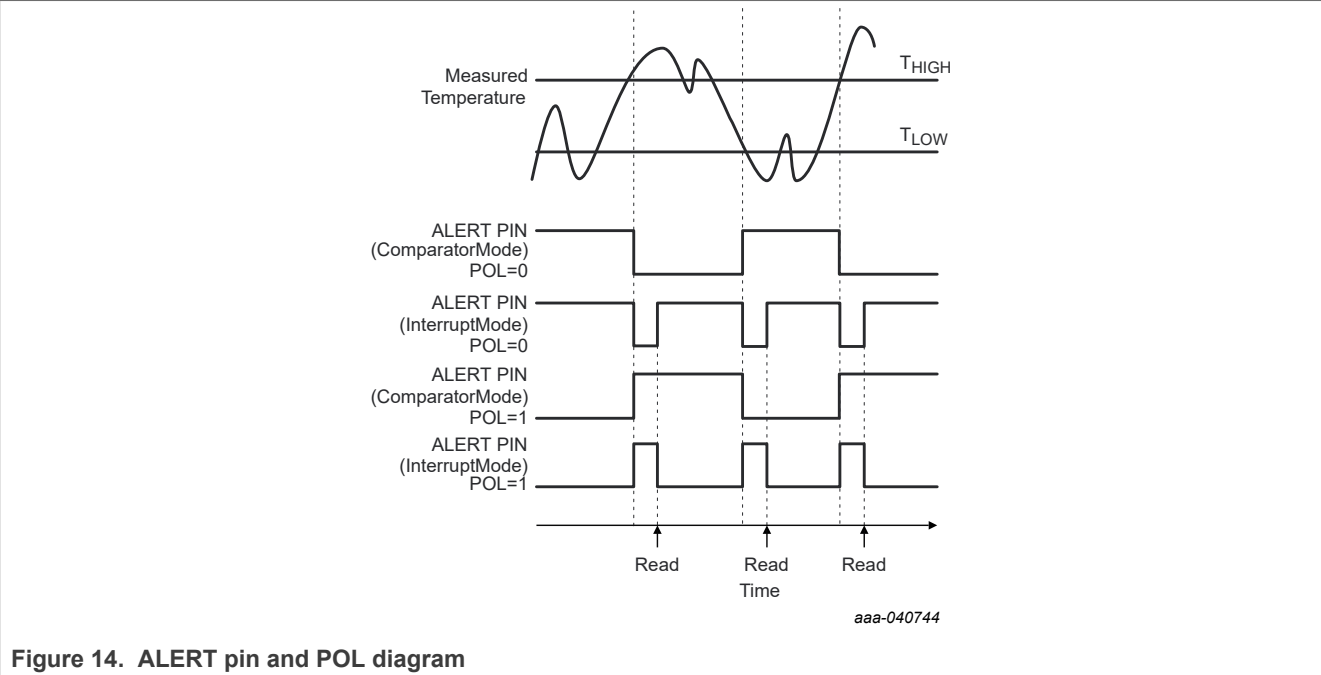 Measured
Temperature
THIGH
TLOW
ALERT PIN
(ComparatorMode)
POL=0
ALERT PIN
(InterruptMode)
POL=0
ALERT PIN
(ComparatorMode)
POL=1
ALERT PIN
(InterruptMode)
POL=1
Read Read Read
Time
aaa-040744
Figure 14. ALERT pin and POL diagram